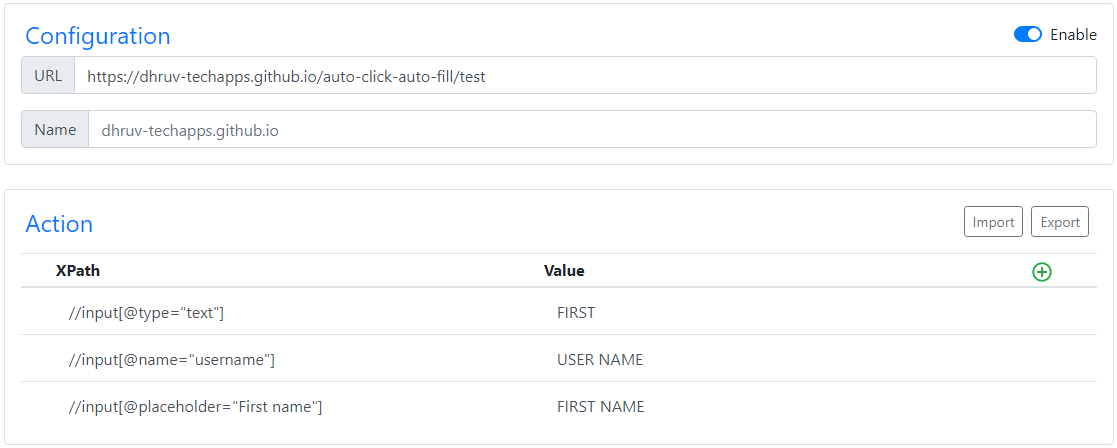 Configuration
Enable
URL https://dhruv-techapps.github.io/auto-click-auto-fill/test
Name dhruv-techapps.github.io
Action
Import Export
XPath Value
//input[@type="text"] FIRST
//input[@name="username"] USER NAME
//input[@placeholder="First name"] FIRST NAME